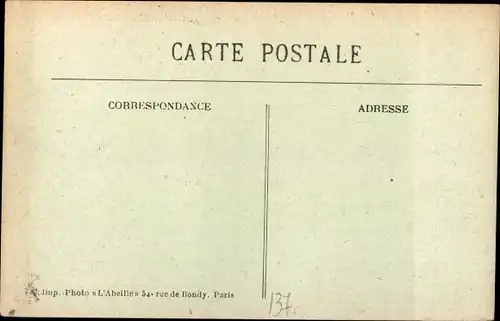 CARTE POSTALE
CORRESPONDANCE
ADRESSE
Imp. Photo «L'Abeille» 54, rue de Bondy, Paris
137.